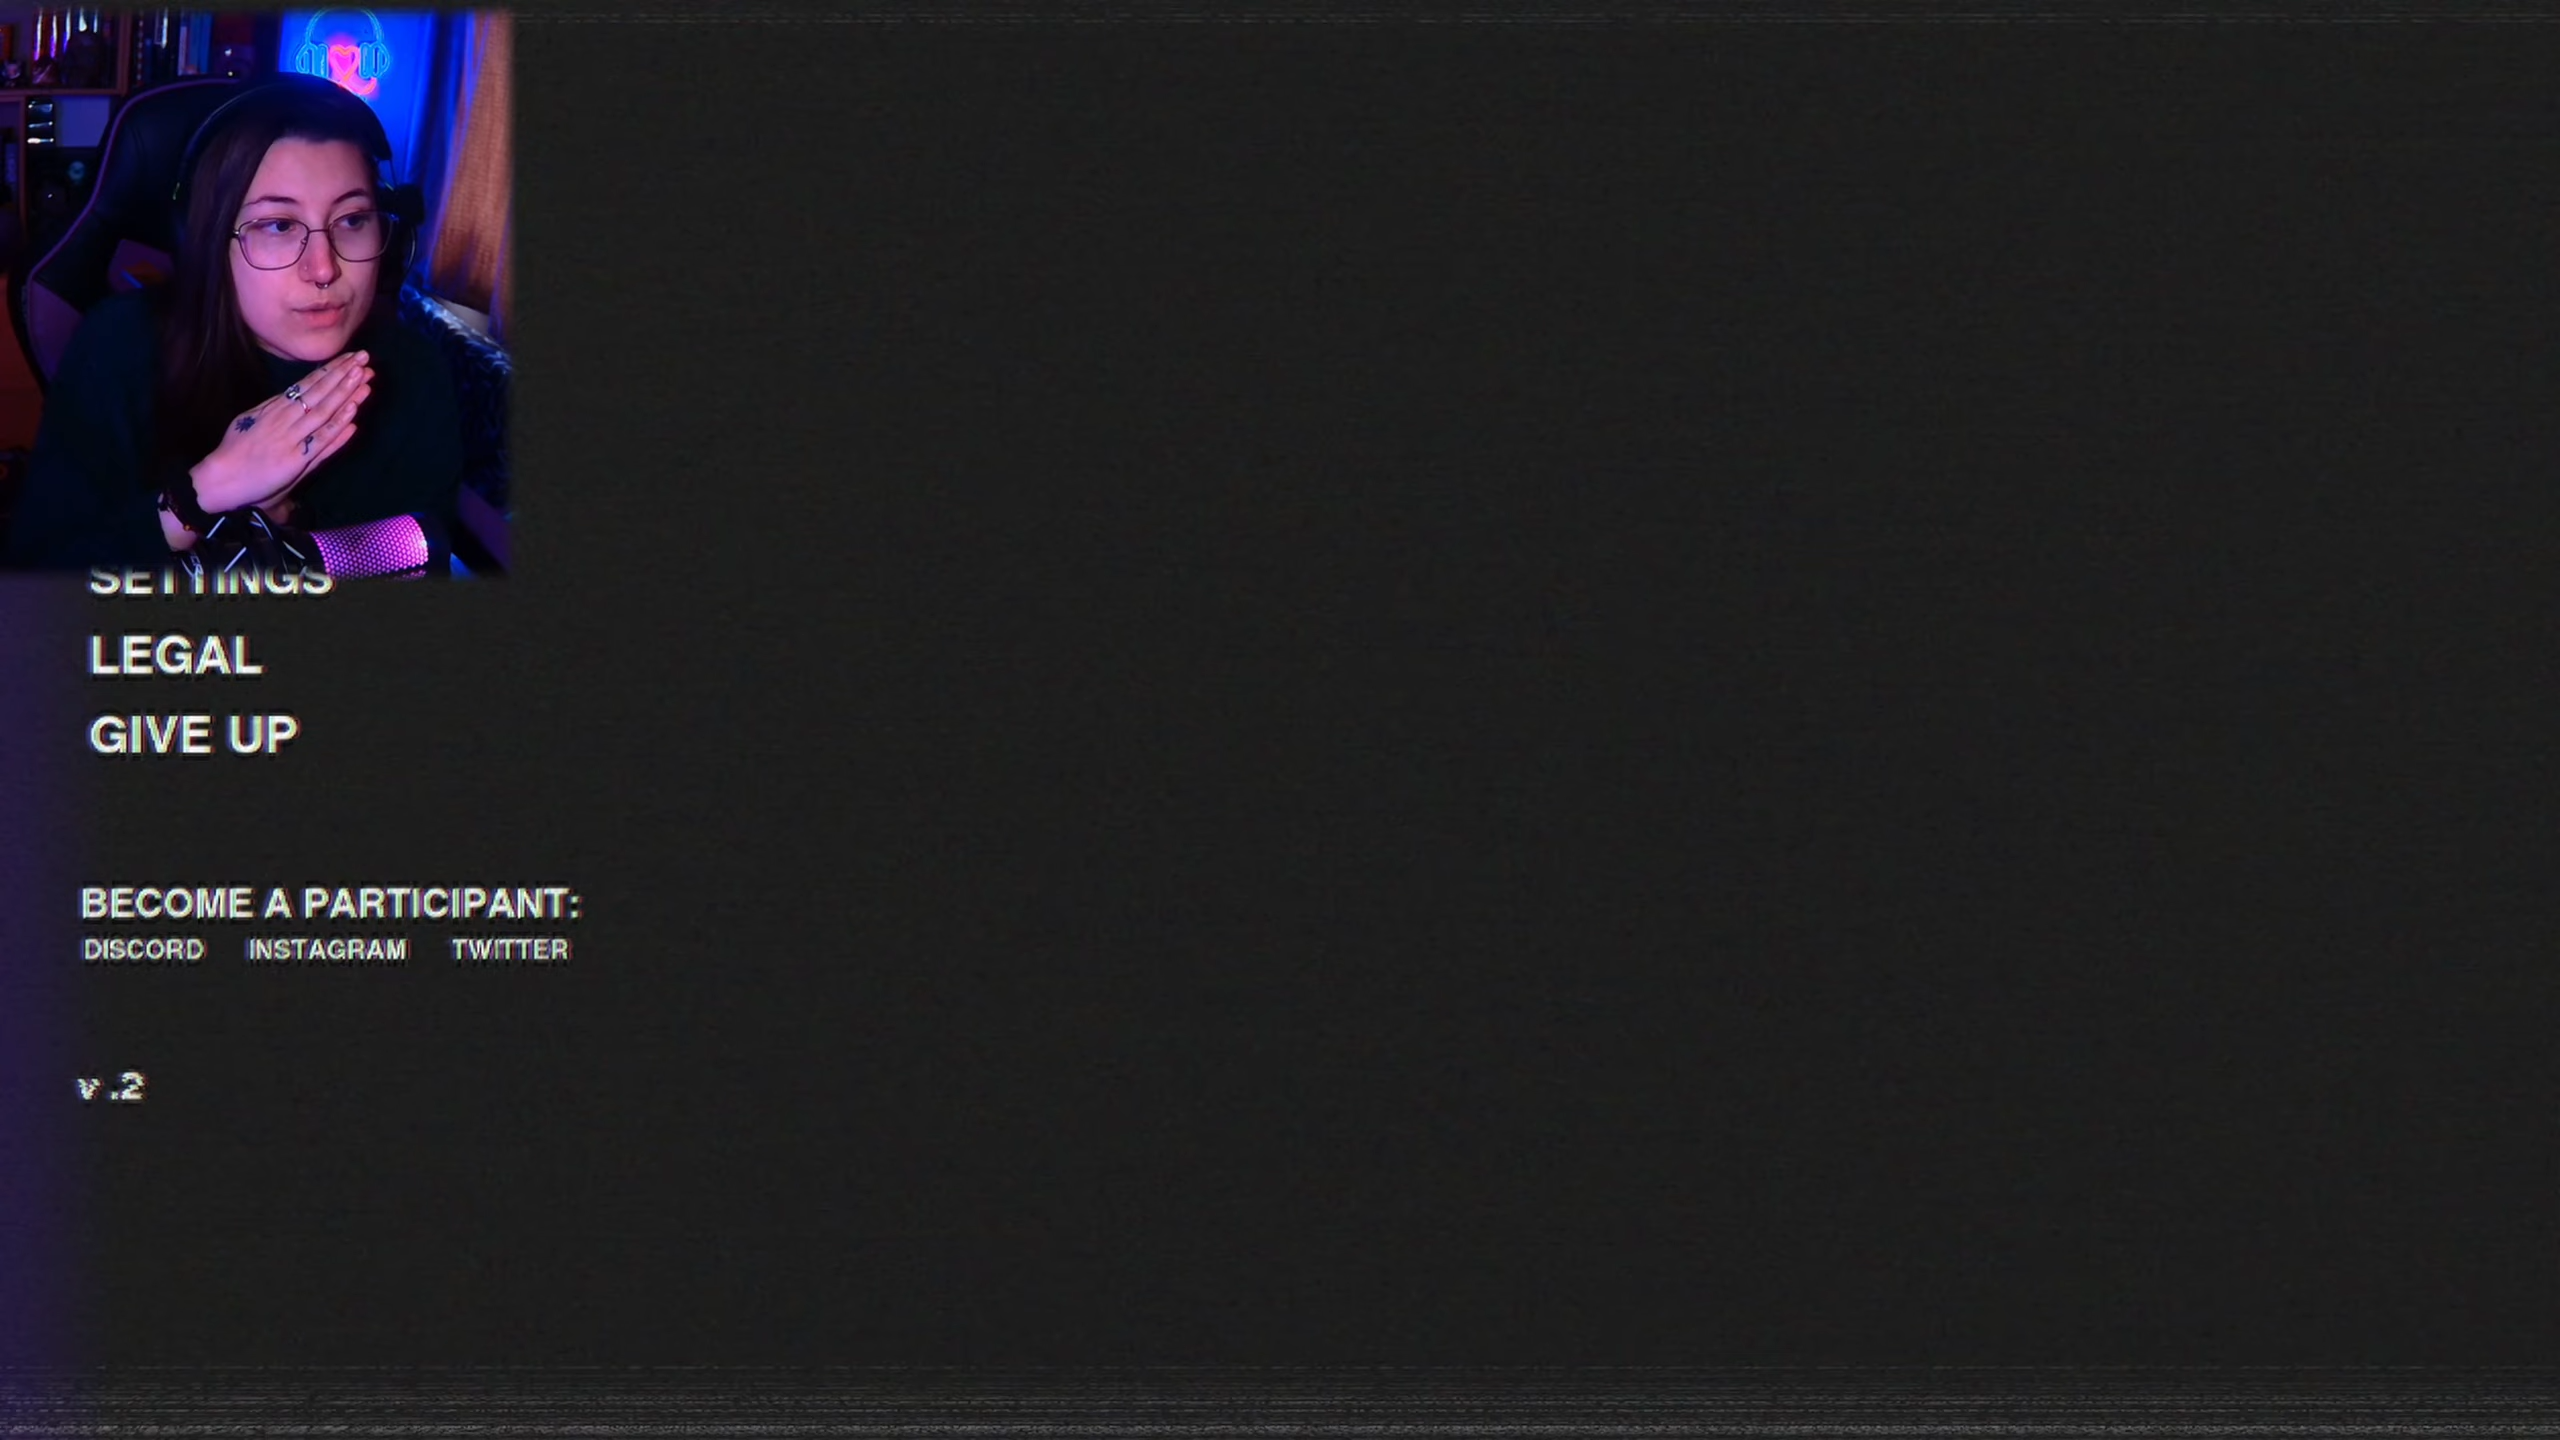 SETTINGS
LEGAL
GIVE UP
BECOME A PARTICIPANT:
DISCORD INSTAGRAM TWITTER
v .2